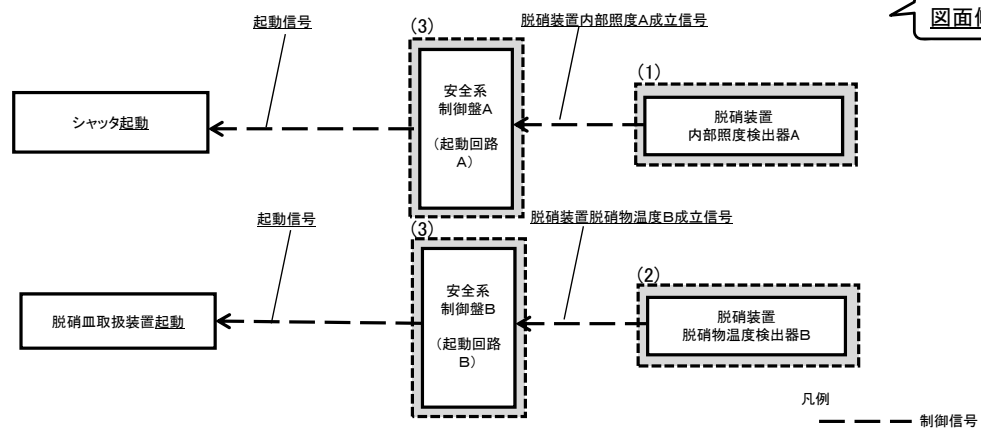 図面
起動信号
(3)
脱硝装置内部照度A成立信号
(1)
シャッタ起動
安全系
制御盤A
(起動回路
A)
脱硝装置
内部照度検出器A
起動信号
(3)
脱硝装置脱硝物温度B成立信号
(2)
脱硝皿取扱装置起動
安全系
制御盤B
(起動回路
B)
脱硝装置
脱硝物温度検出器B
凡例
制御信号